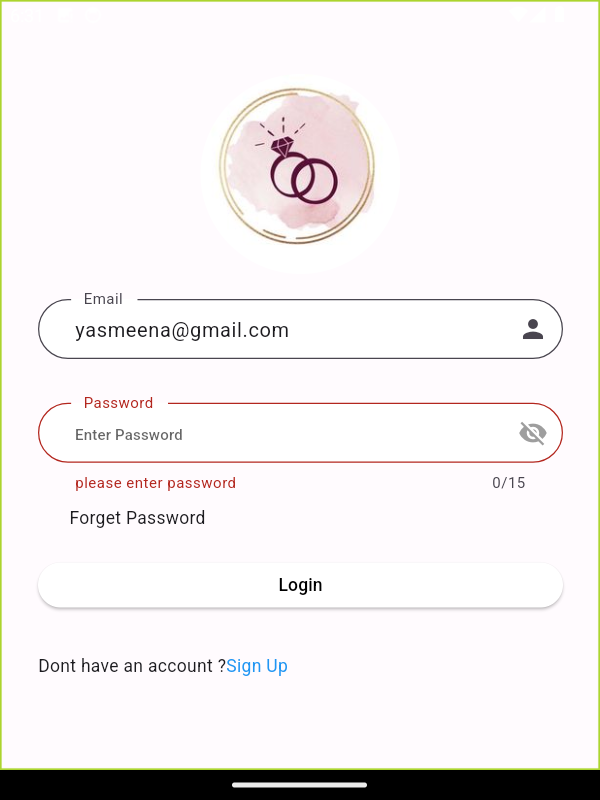 Email
yasmeena@gmail.com
Password
Enter Password
please enter password 0/15
Forget Password
Login
Dont have an account ?Sign Up